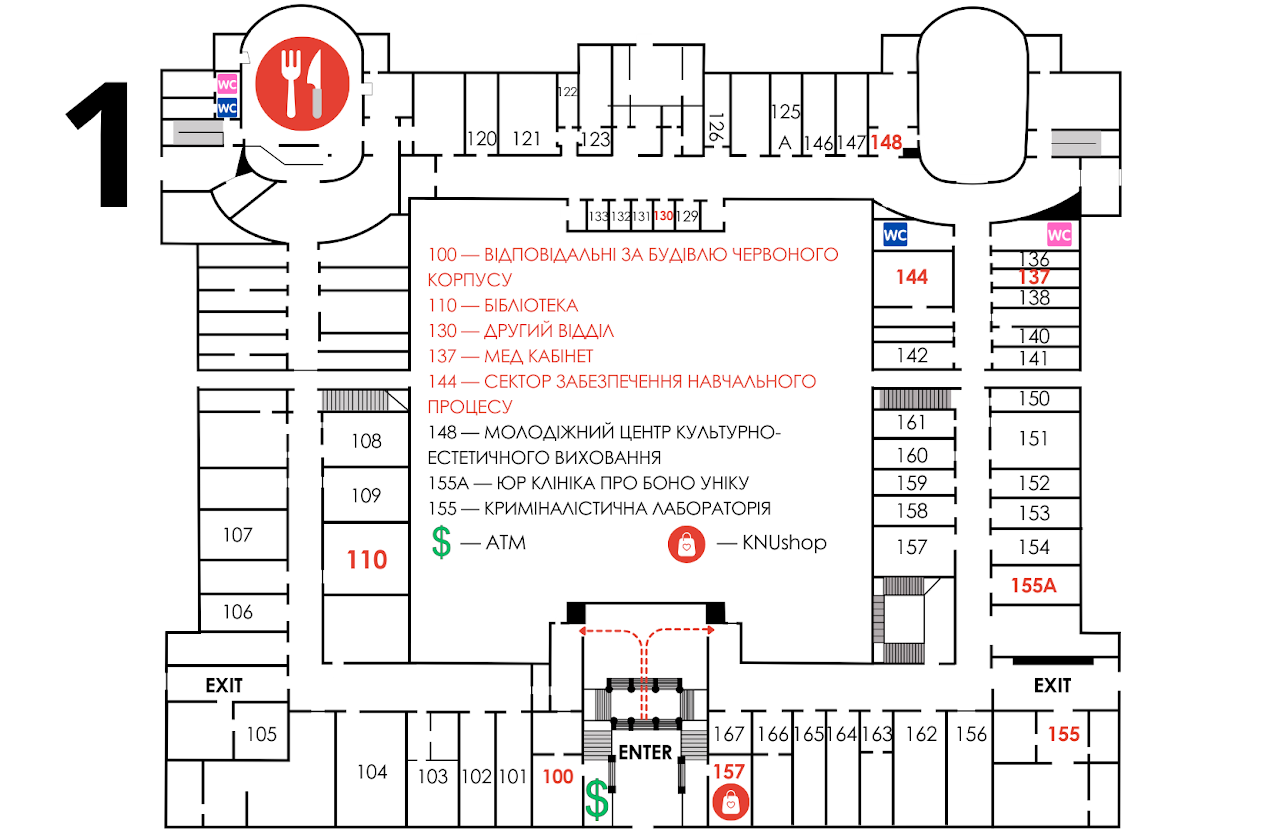 1
WC
WC
120
121
122
123
126
125
A
146
147
148
133
132
131
130
129
WC
WC
144
136
137
138
140
141
142
100 — ВІДПОВІДАЛЬНІ ЗА БУДІВЛЮ ЧЕРВОНОГО
КОРПУСУ
110 — БІБЛІОТЕКА
130 — ДРУГИЙ ВІДДІЛ
137 — МЕД КАБІНЕТ
144 — СЕКТОР ЗАБЕЗПЕЧЕННЯ НАВЧАЛЬНОГО
ПРОЦЕСУ
148 — МОЛОДІЖНИЙ ЦЕНТР КУЛЬТУРНО-
ЕСТЕТИЧНОГО ВИХОВАННЯ
155А — ЮР КЛІНІКА ПРО БОНО УНІКУ
155 — КРИМІНАЛІСТИЧНА ЛАБОРАТОРІЯ
$ — ATM
— KNUshop
108
109
107
110
106
161
160
159
158
157
150
151
152
153
154
155А
EXIT
105
104
103
102
101
100
$
ENTER
167
157
166
165
164
163
162
156
EXIT
155